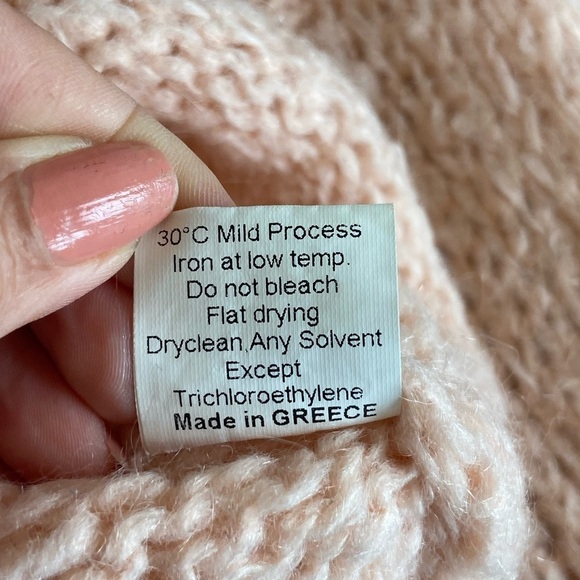 30°C Mild Process
Iron at low temp.
Do not bleach
Flat drying
Dryclean,Any Solvent
Except
Trichloroethylene
Made in GREECE